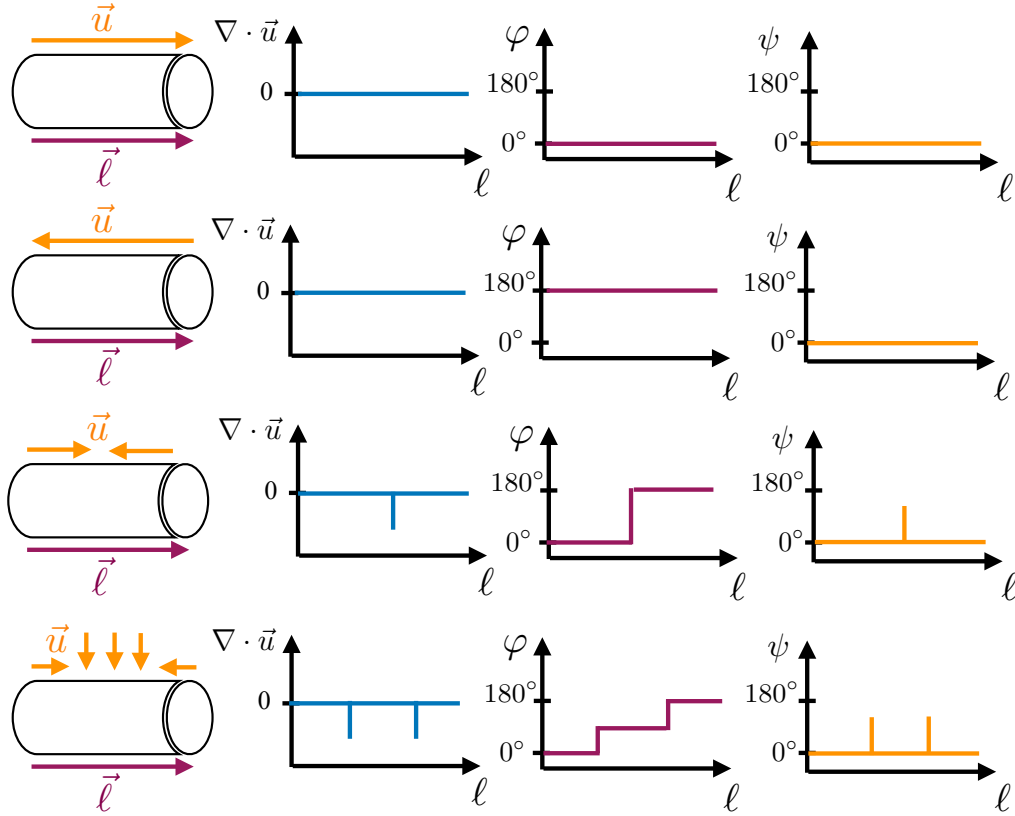 u⃗ ∇ · u⃗ φ ψ
180° 180°
0
0° 0°
ℓ⃗ ℓ ℓ ℓ
u⃗ ∇ · u⃗ φ ψ
0 180° 180°
0° 0°
ℓ⃗ ℓ ℓ ℓ
u⃗ ∇ · u⃗ φ ψ
0 180° 180°
0° 0°
ℓ⃗ ℓ ℓ ℓ
u⃗ ∇ · u⃗ φ ψ
0 180° 180°
0° 0°
ℓ⃗ ℓ ℓ ℓ